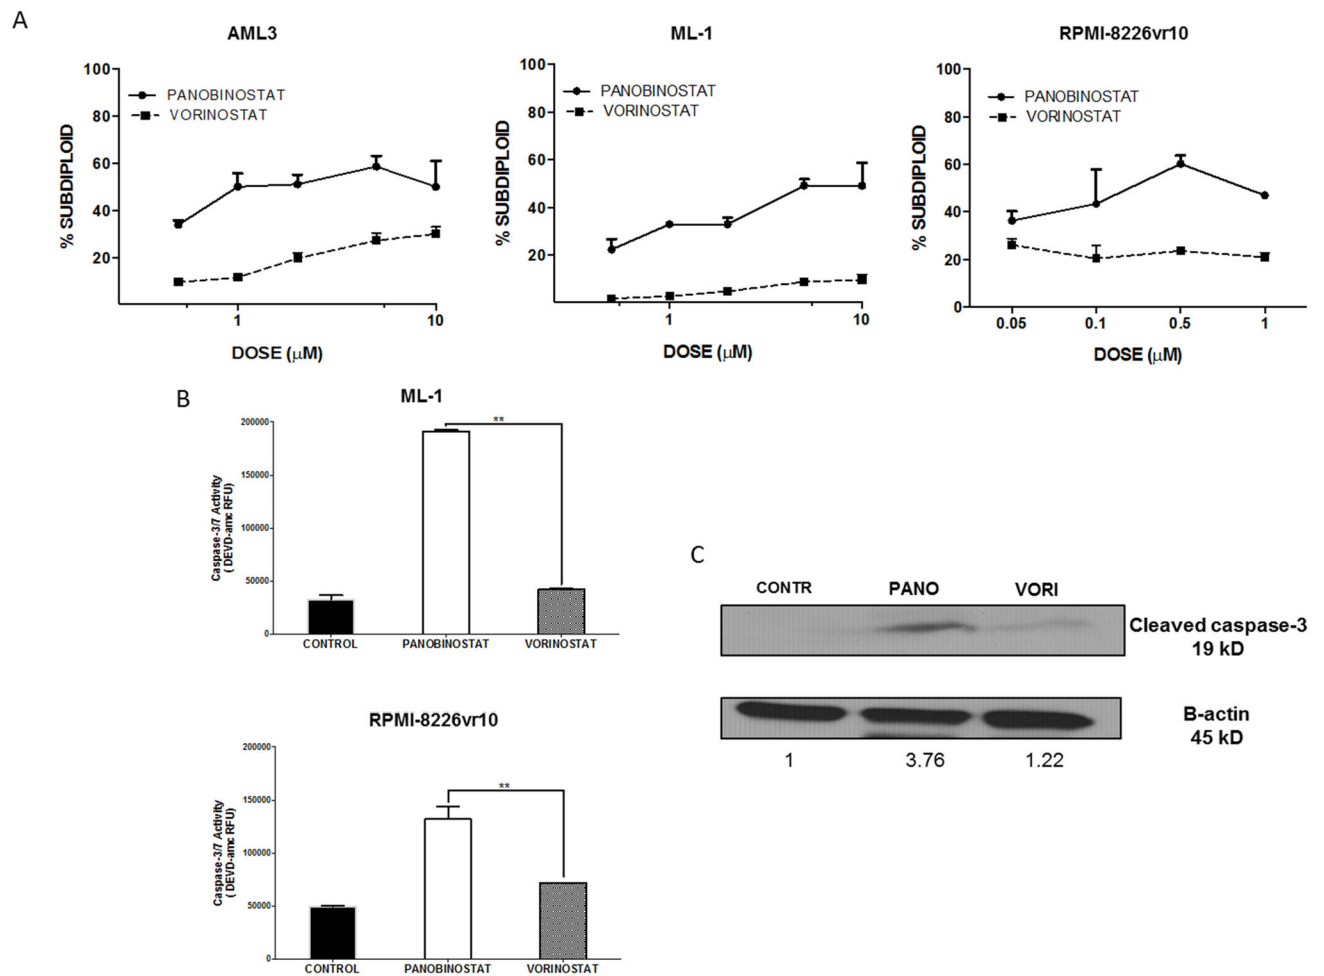 A
AML3
100
80
60
40
20
% SUBDIPLOID
PANOBINOSTAT
VORINOSTAT
1
10
DOSE (μM)
ML-1
100
80
60
40
20
% SUBDIPLOID
PANOBINOSTAT
VORINOSTAT
1
10
DOSE (μM)
RPMI-8226vr10
100
80
60
40
20
0
% SUBDIPLOID
PANOBINOSTAT
VORINOSTAT
0.05
0.1
0.5
1
DOSE (μM)
B
ML-1
200000
150000
100000
50000
0
Caspase-3/7 Activity
( DEVD-amc RFU)
**
CONTROL
PANOBINOSTAT
VORINOSTAT
RPMI-8226vr10
200000
150000
100000
50000
0
Caspase-3/7 Activity
( DEVD-amc RFU)
**
CONTROL
PANOBINOSTAT
VORINOSTAT
C
CONTR PANO VORI
Cleaved caspase-3
19 kD
B-actin
45 kD
1 3.76 1.22